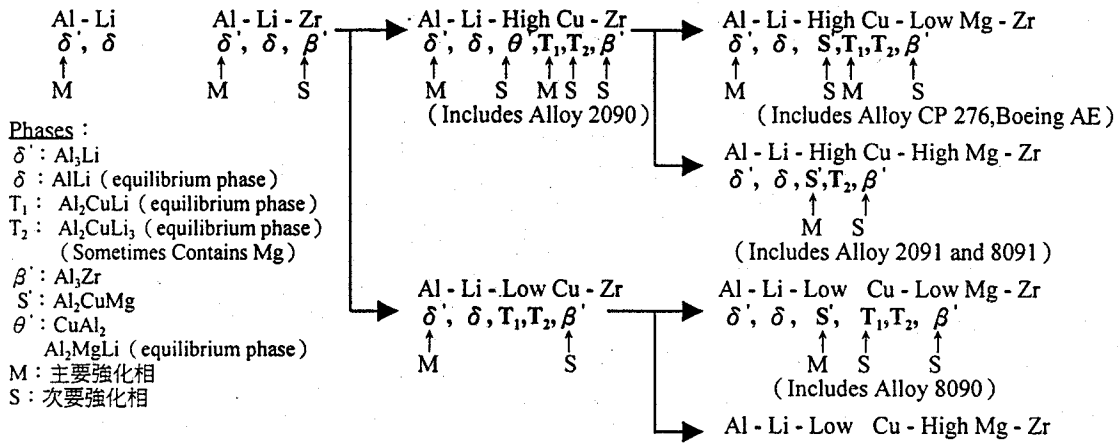 Al - Li
δ', δ
M
Al - Li - Zr
δ', δ, β'
M S
Al - Li - High Cu - Zr
δ', δ, θ', T₁, T₂, β'
M S M S S
(Includes Alloy 2090)
Al - Li - High Cu - Low Mg - Zr
δ', δ, S', T₁, T₂, β'
M S M S
(Includes Alloy CP 276, Boeing AE)
Al - Li - High Cu - High Mg - Zr
δ', δ, S', T₂, β'
M S
(Includes Alloy 2091 and 8091)
Al - Li - Low Cu - Zr
δ', δ, T₁, T₂, β'
M S
Al - Li - Low Cu - Low Mg - Zr
δ', δ, S', T₁, T₂, β'
M S S
(Includes Alloy 8090)
Al - Li - Low Cu - High Mg - Zr
Phases :
δ' : Al₃Li
δ : AlLi (equilibrium phase)
T₁ : Al₂CuLi (equilibrium phase)
T₂ : Al₂CuLi₃ (equilibrium phase)
(Sometimes Contains Mg)
β' : Al₃Zr
S' : Al₂CuMg
θ' : CuAl₂
Al₂MgLi (equilibrium phase)
M : 主要強化相
S : 次要強化相